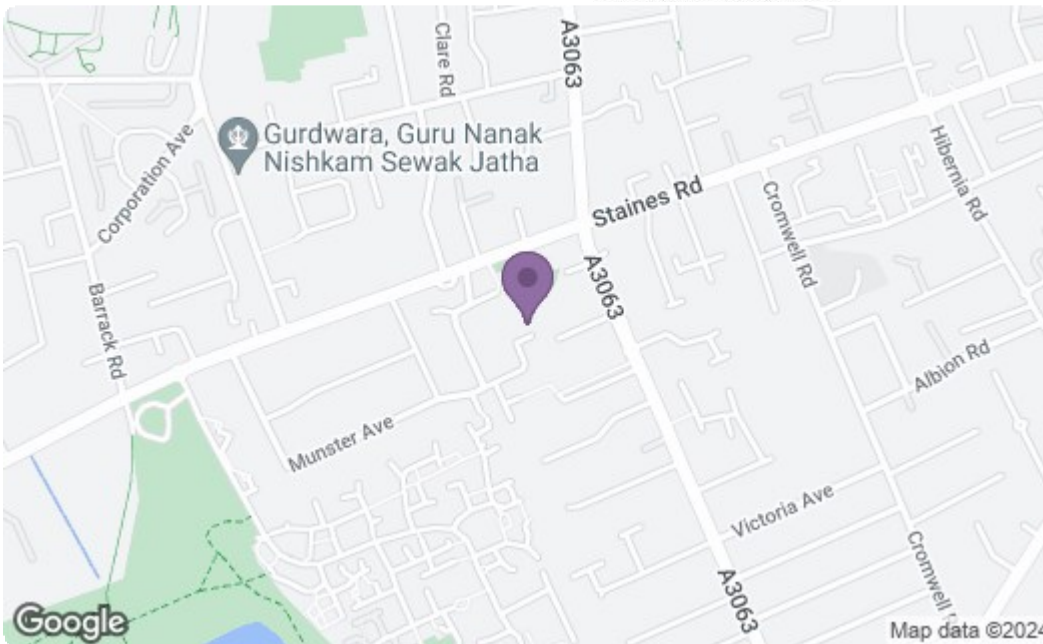 Clare Rd
A3063
Corporation Ave
Gurdwara, Guru Nanak
Nishkam Sewak Jatha
Hibernia Rd
Staines Rd
Cromwell Rd
A3063
Barrack Rd
Albion Rd
Munster Ave
Victoria Ave
Cromwell R
A3063
Google
Map data ©2024